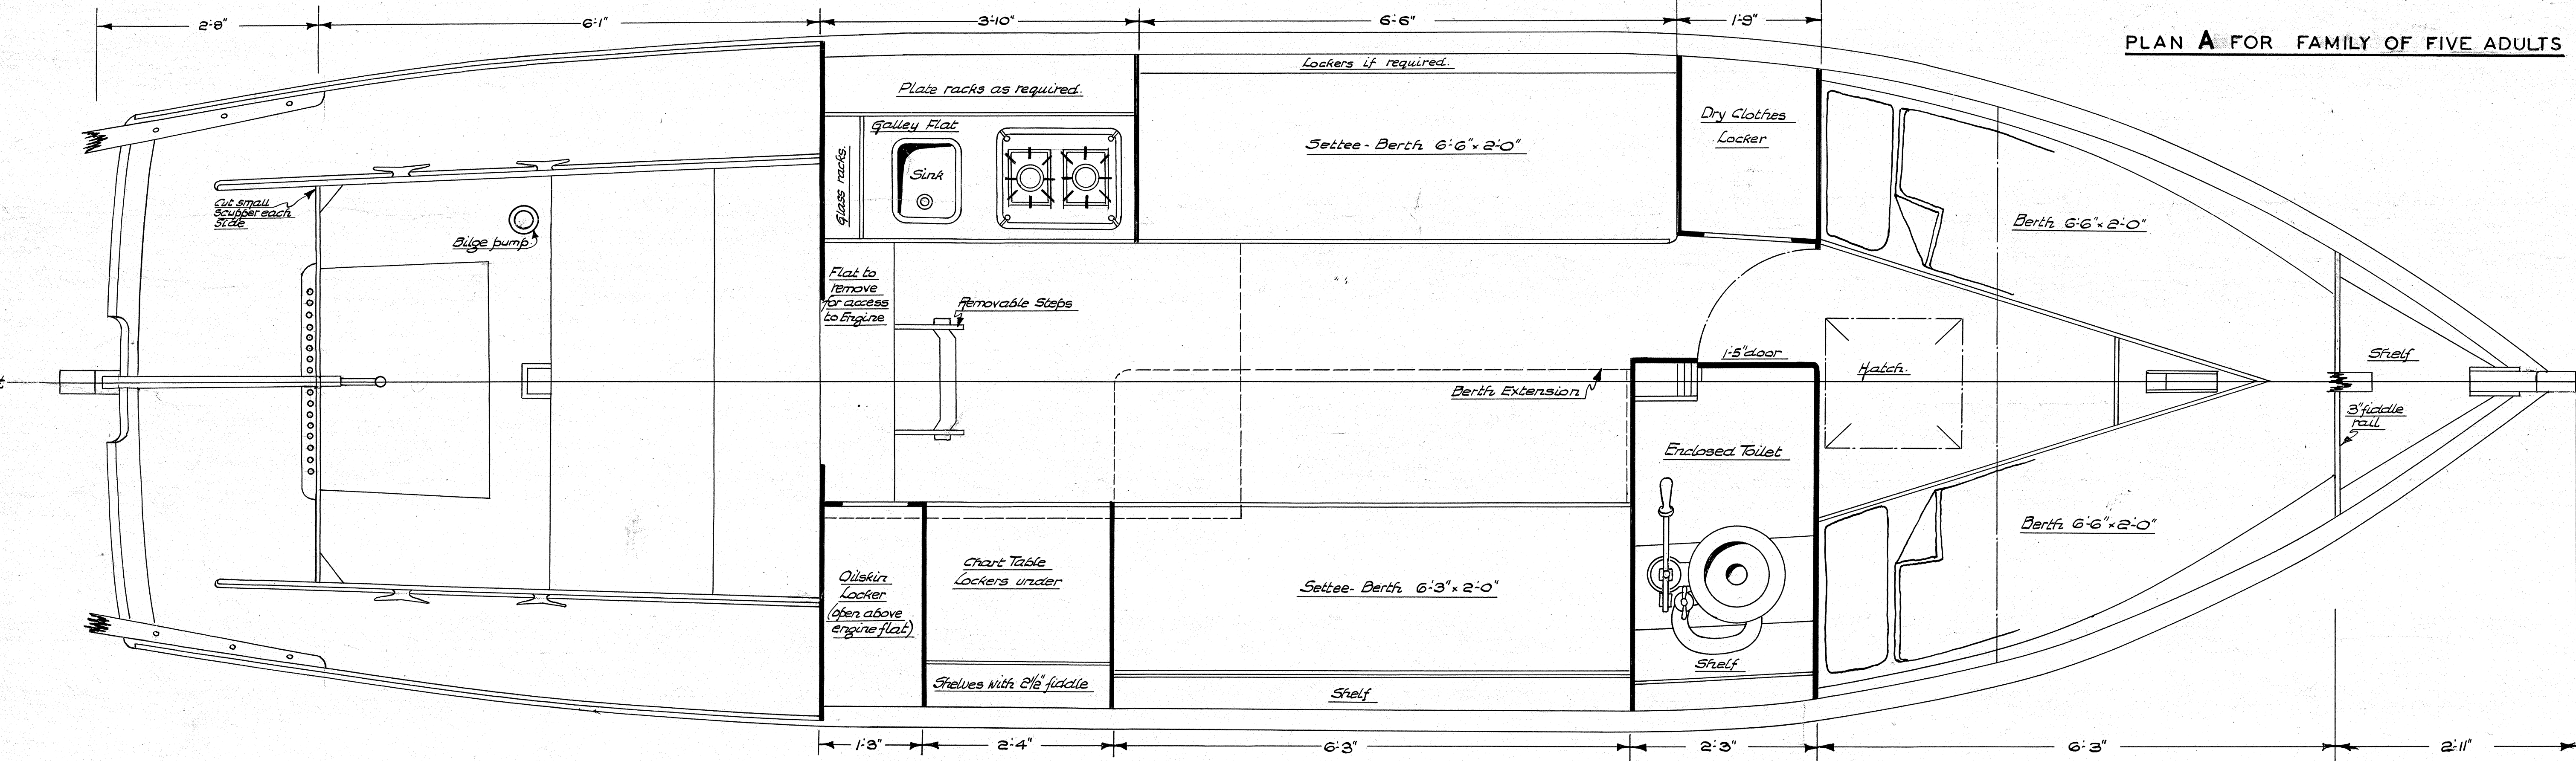 2'-8"
6'-1"
3'-10"
6'-6"
1'-9"
PLAN A FOR FAMILY OF FIVE ADULTS
Lockers if required.
Plate racks as required.
Galley Flat
Glass racks.
Sink
Settee-Berth 6'-6" x 2'-0"
Dry Clothes
Locker
Cut small
scupper each
side
Bilge pump
Berth 6'-6" x 2'-0"
Flat to
remove
for access
to Engine
Removable Steps
1'-5" door
Hatch.
Shelf
Berth Extension
3" fiddle
rail
Enclosed Toilet
Berth 6'-6" x 2'-0"
Oilskin
Locker
(open above
engine flat)
Chart Table
Lockers under
Settee-Berth 6'-3" x 2'-0"
Shelf
Shelves with 2½" fiddle
Shelf
1'-3"
2'-4"
6'-3"
2'-3"
6'-3"
2'-11"